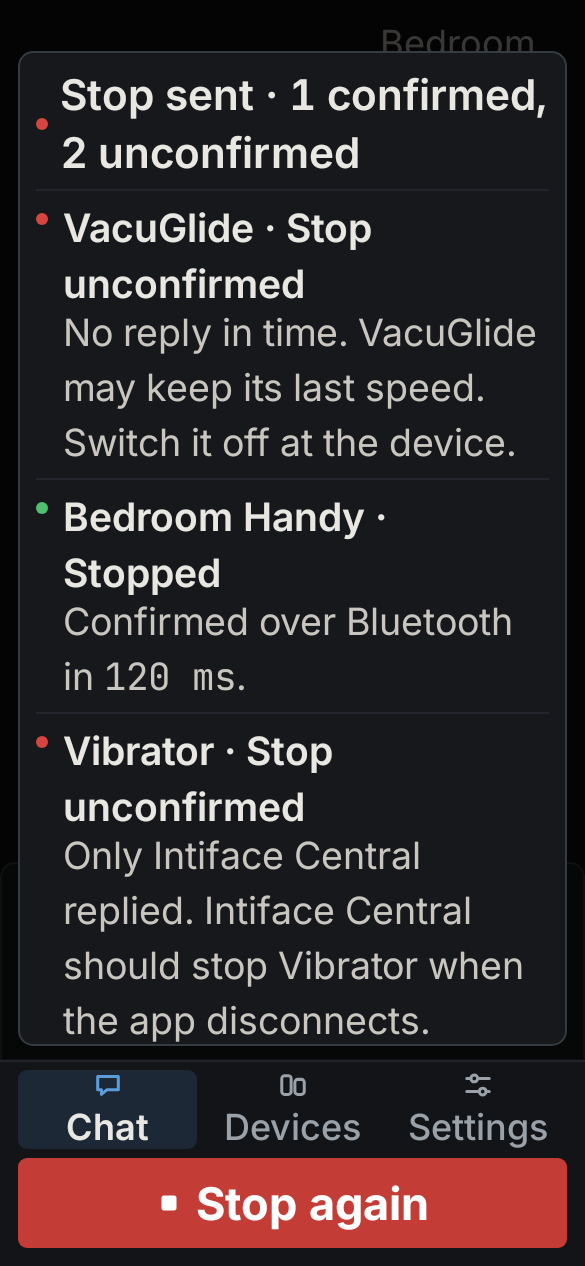 Bedroom
Stop sent · 1 confirmed,
2 unconfirmed
VacuGlide · Stop
unconfirmed
No reply in time. VacuGlide
may keep its last speed.
Switch it off at the device.
Bedroom Handy ·
Stopped
Confirmed over Bluetooth
in 120 ms.
Vibrator · Stop
unconfirmed
Only Intiface Central
replied. Intiface Central
should stop Vibrator when
the app disconnects.
Chat
Devices
Settings
Stop again